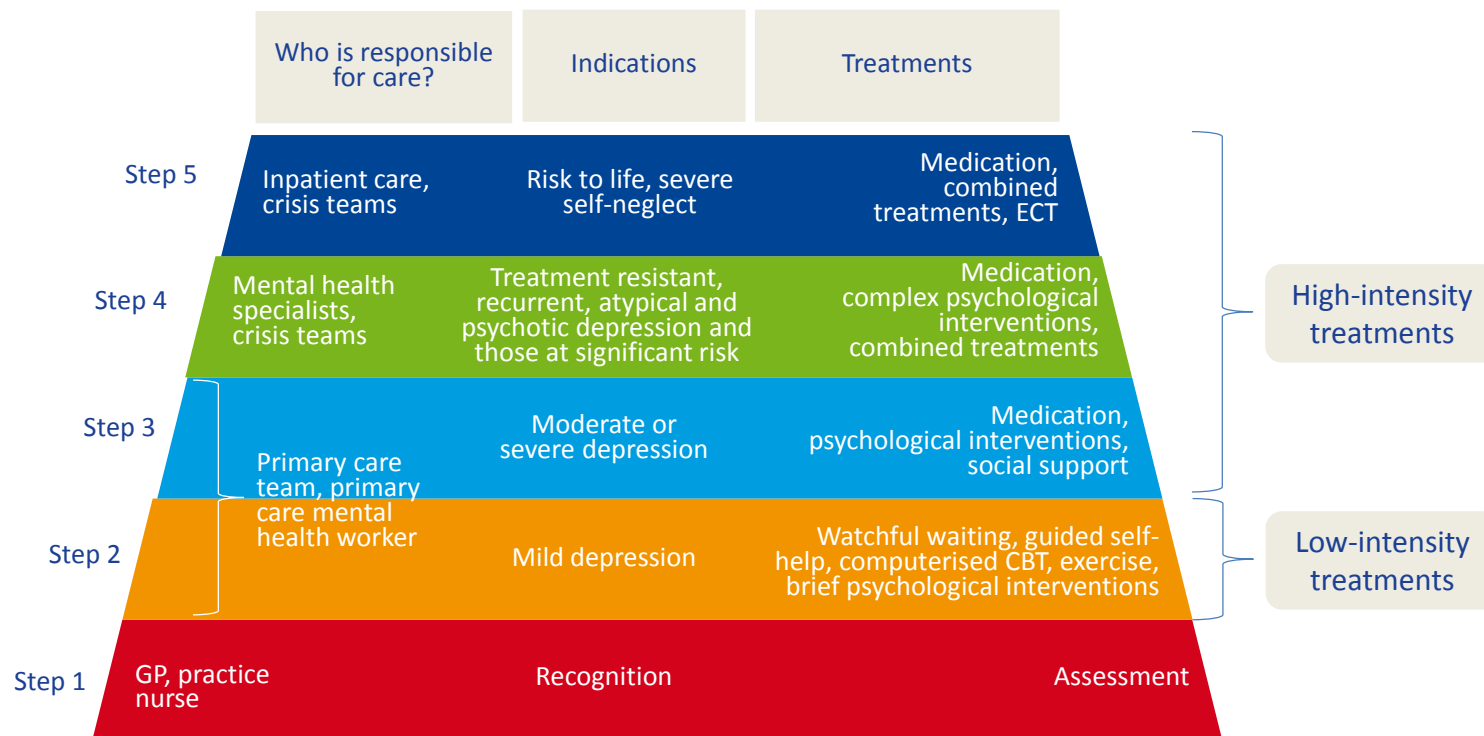 Who is responsible
for care?
Indications
Treatments
Step 5
Inpatient care,
crisis teams
Risk to life, severe
self-neglect
Medication,
combined
treatments, ECT
Step 4
Mental health
specialists,
crisis teams
Treatment resistant,
recurrent, atypical and
psychotic depression and
those at significant risk
Medication,
complex psychological
interventions,
combined treatments
High-intensity
treatments
Step 3
Moderate or
severe depression
Medication,
psychological interventions,
social support
Primary care
team, primary
care mental
health worker
Step 2
Mild depression
Watchful waiting, guided self-
help, computerised CBT, exercise,
brief psychological interventions
Low-intensity
treatments
Step 1
GP, practice
nurse
Recognition
Assessment